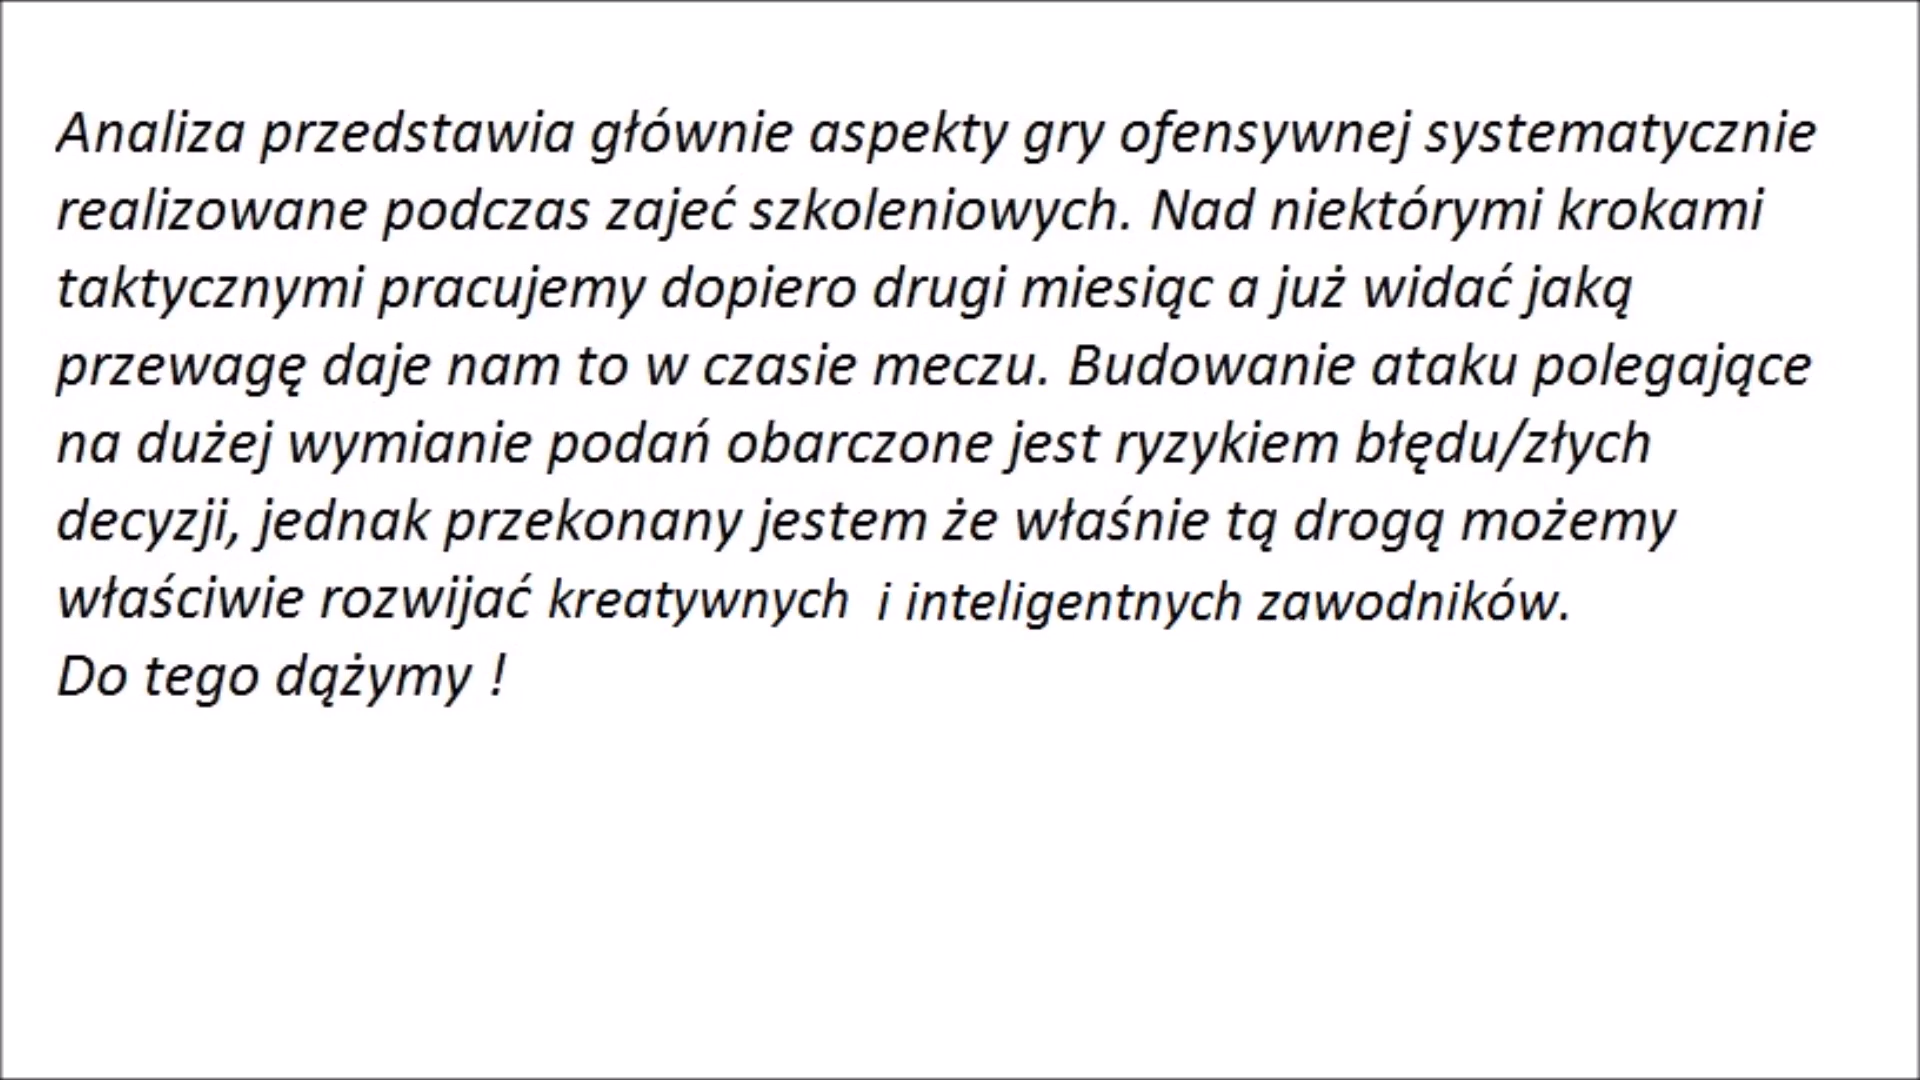 Analiza przedstawia głównie aspekty gry ofensywnej systematycznie
realizowane podczas zajeć szkoleniowych. Nad niektórymi krokami
taktycznymi pracujemy dopiero drugi miesiąc a już widać jaką
przewagę daje nam to w czasie meczu. Budowanie ataku polegające
na dużej wymianie podań obarczone jest ryzykiem błędu/złych
decyzji, jednak przekonany jestem że właśnie tą drogą możemy
właściwie rozwijać kreatywnych i inteligentnych zawodników.
Do tego dążymy !